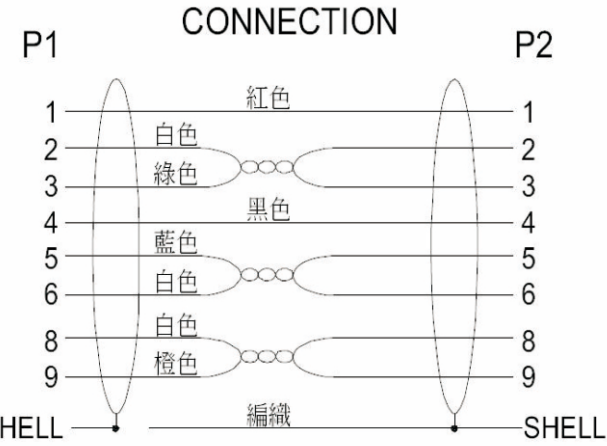 CONNECTION
P1 P2
1 紅色 1
2 白色 2
3 綠色 3
4 黑色 4
5 藍色 5
6 白色 6
8 白色 8
9 橙色 9
HELL 編織 SHELL